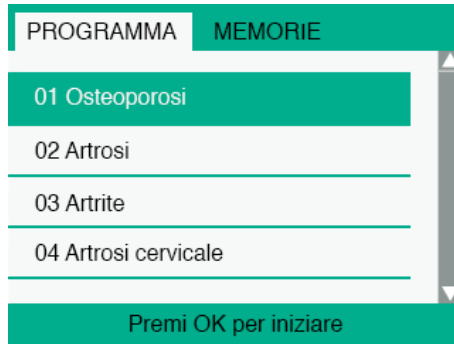 PROGRAMMA MEMORIE
01 Osteoporosi
02 Artrosi
03 Artrite
04 Artrosi cervicale
Premi OK per iniziare